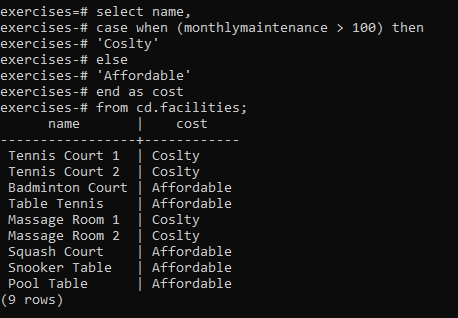 exercises=# select name,
exercises-# case when (monthlymaintenance > 100) then
exercises-# 'Coslty'
exercises-# else
exercises-# 'Affordable'
exercises-# end as cost
exercises-# from cd.facilities;
      name       |    cost
-----------------+------------
 Tennis Court 1  | Coslty
 Tennis Court 2  | Coslty
 Badminton Court | Affordable
 Table Tennis    | Affordable
 Massage Room 1  | Coslty
 Massage Room 2  | Coslty
 Squash Court    | Affordable
 Snooker Table   | Affordable
 Pool Table      | Affordable
(9 rows)